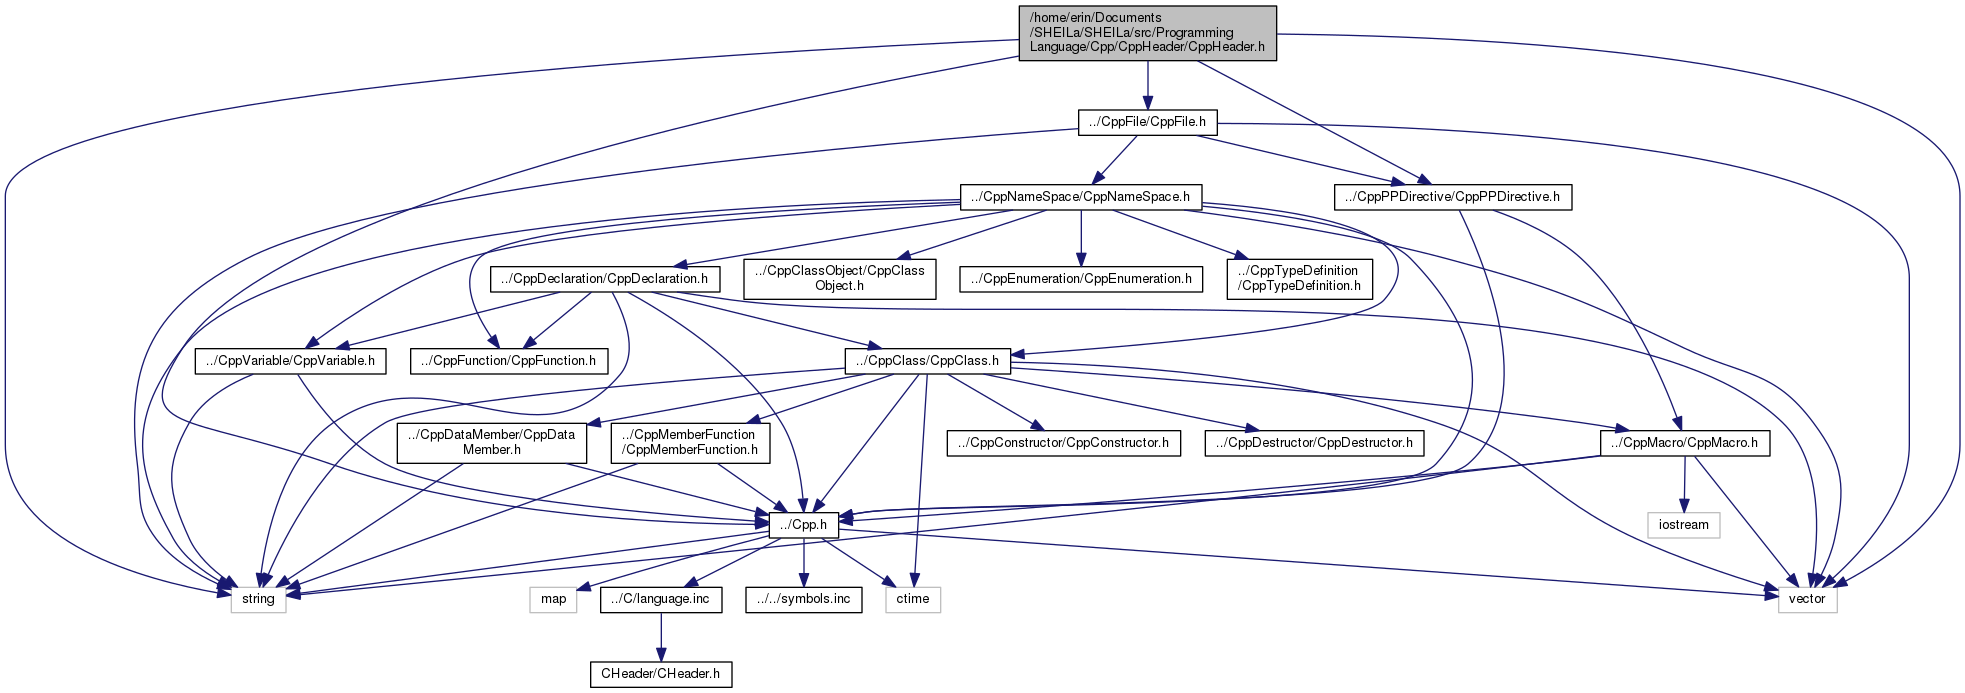 /home/erin/Documents
/SHEILa/SHEILa/src/Programming
Language/Cpp/CppHeader/CppHeader.h
../CppFile/CppFile.h
../CppNameSpace/CppNameSpace.h
../CppPPDirective/CppPPDirective.h
../CppDeclaration/CppDeclaration.h
../CppClassObject/CppClass
Object.h
../CppEnumeration/CppEnumeration.h
../CppTypeDefinition
/CppTypeDefinition.h
../CppVariable/CppVariable.h
../CppFunction/CppFunction.h
../CppClass/CppClass.h
../CppDataMember/CppData
Member.h
../CppMemberFunction
/CppMemberFunction.h
../CppConstructor/CppConstructor.h
../CppDestructor/CppDestructor.h
../CppMacro/CppMacro.h
../Cpp.h
iostream
string
map
../C/language.inc
../../symbols.inc
ctime
vector
CHeader/CHeader.h